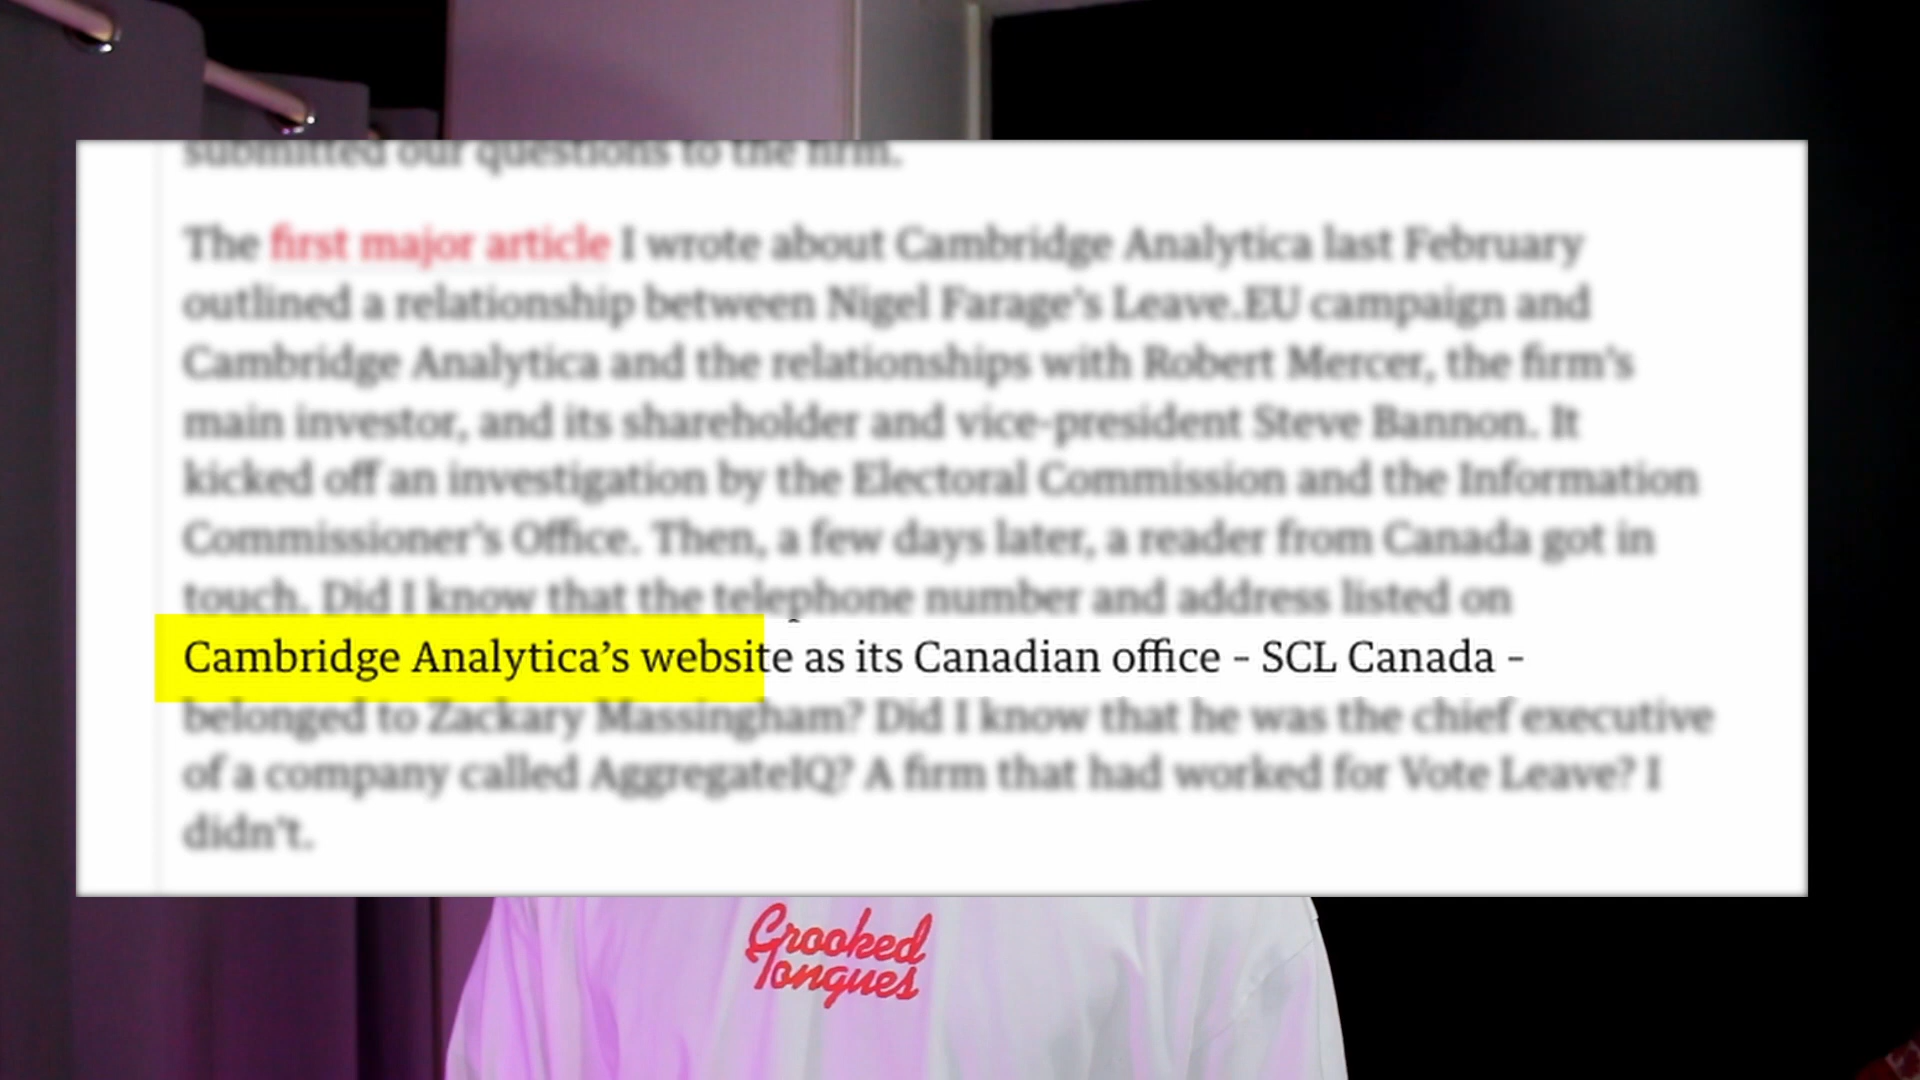 submitted our questions to the firm.
The first major article I wrote about Cambridge Analytica last February
outlined a relationship between Nigel Farage’s Leave.EU campaign and
Cambridge Analytica and the relationships with Robert Mercer, the firm’s
main investor, and its shareholder and vice-president Steve Bannon. It
kicked off an investigation by the Electoral Commission and the Information
Commissioner’s Office. Then, a few days later, a reader from Canada got in
touch. Did I know that the telephone number and address listed on
Cambridge Analytica’s website as its Canadian office – SCL Canada –
belonged to Zackary Massingham? Did I know that he was the chief executive
of a company called AggregateIQ? A firm that had worked for Vote Leave? I
didn’t.
Crooked
Tongues